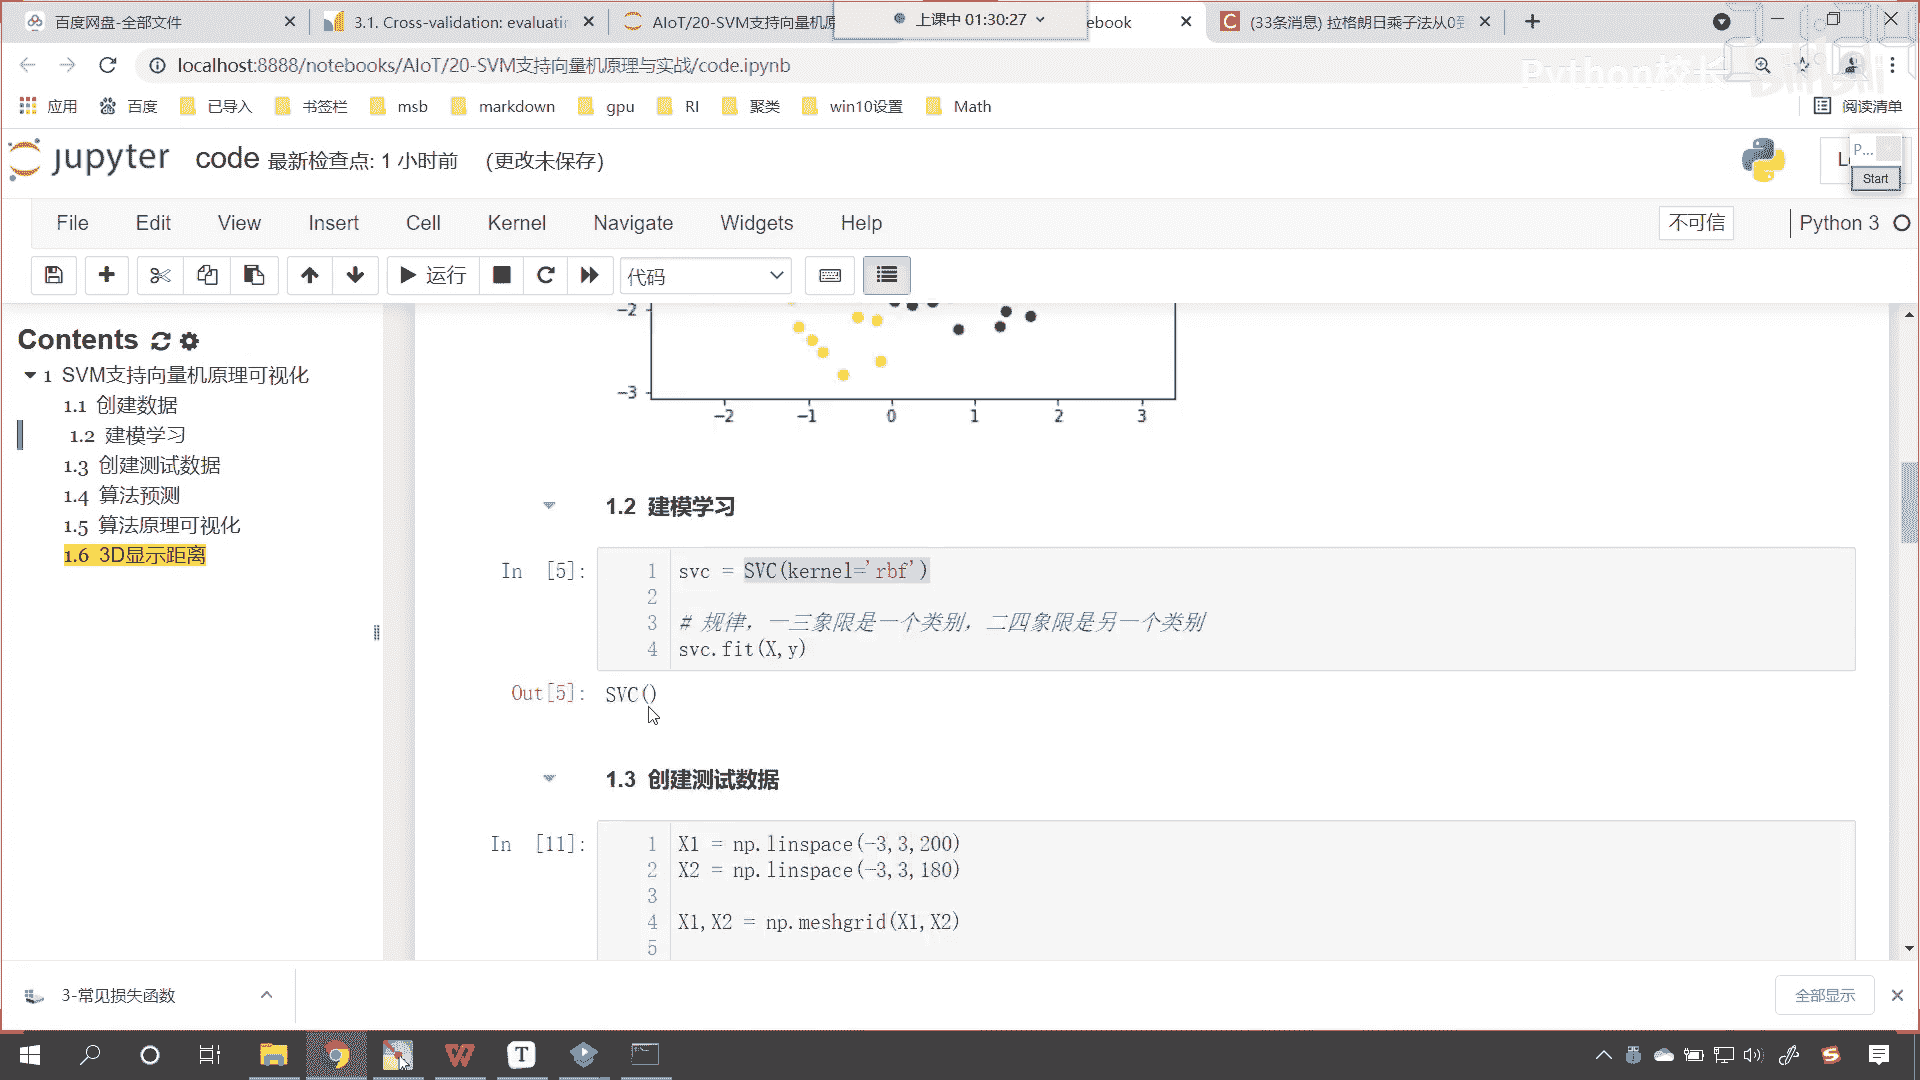 百度网盘-全部文件
3.1. Cross-validation: evaluatin
AIoT/20-SVM支持向量机原
上课中 01:30:27
ebook
(33条消息) 拉格朗日乘子法从0到
localhost:8888/notebooks/AIoT/20-SVM支持向量机原理与实战/code.ipynb
Python校长
bilibili
应用
百度
已导入
书签栏
msb
markdown
gpu
RI
聚类
win10设置
Math
阅读清单
jupyter
code 最新检查点: 1 小时前 (更改未保存)
P...
Start
File Edit View Insert Cell Kernel Navigate Widgets Help
不可信
Python 3
运行
代码
Contents
1 SVM支持向量机原理可视化
1.1 创建数据
1.2 建模学习
1.3 创建测试数据
1.4 算法预测
1.5 算法原理可视化
1.6 3D显示距离
−2
−3
−2 −1 0 1 2 3
1.2 建模学习
In [5]:
1 svc = SVC(kernel='rbf')
2
3 # 规律，一三象限是一个类别，二四象限是另一个类别
4 svc.fit(X,y)
Out[5]: SVC()
1.3 创建测试数据
In [11]:
1 X1 = np.linspace(-3,3,200)
2 X2 = np.linspace(-3,3,180)
3
4 X1,X2 = np.meshgrid(X1,X2)
5
3-常见损失函数
全部显示